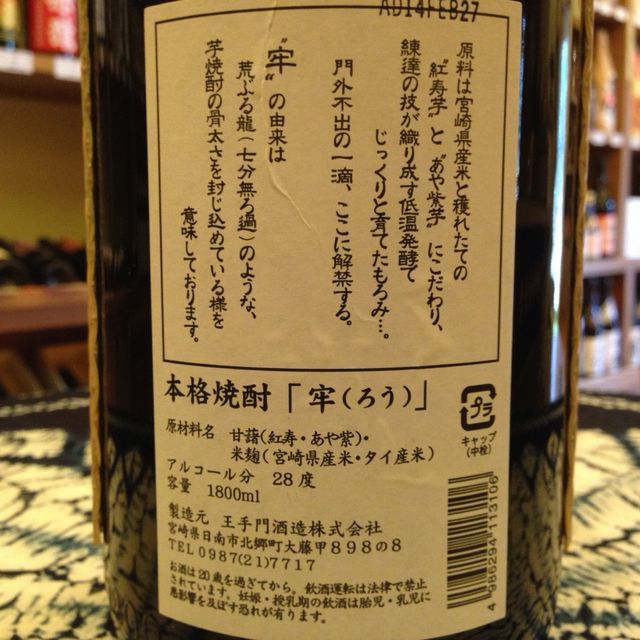 AD14FEB27
原料は宮崎県産米と穫れたての
"紅寿芋"と"あや紫芋"にこだわり、
練達の技が織り成す低温発酵で
じっくりと育てたもろみ…。
門外不出の一滴、ここに解禁する。
"牢"の由来は
荒ぶる龍(七分無ろ過)のような、
芋焼酎の骨太さを封じ込めている様を
意味しております。
本格焼酎「牢(ろう)」
原材料名 甘藷(紅寿・あや紫)・
米麹(宮崎県産米・タイ産米)
アルコール分 28度
容量 1800ml
製造元 王手門酒造株式会社
宮崎県日南市北郷町大藤甲898の8
TEL0987(21)7717
お酒は20歳を過ぎてから。飲酒運転は法律で禁止
されています。妊娠・授乳期の飲酒は胎児・乳児に
悪影響を及ぼす恐れが有ります。
プラ
キャップ
(中栓)
4986294113106